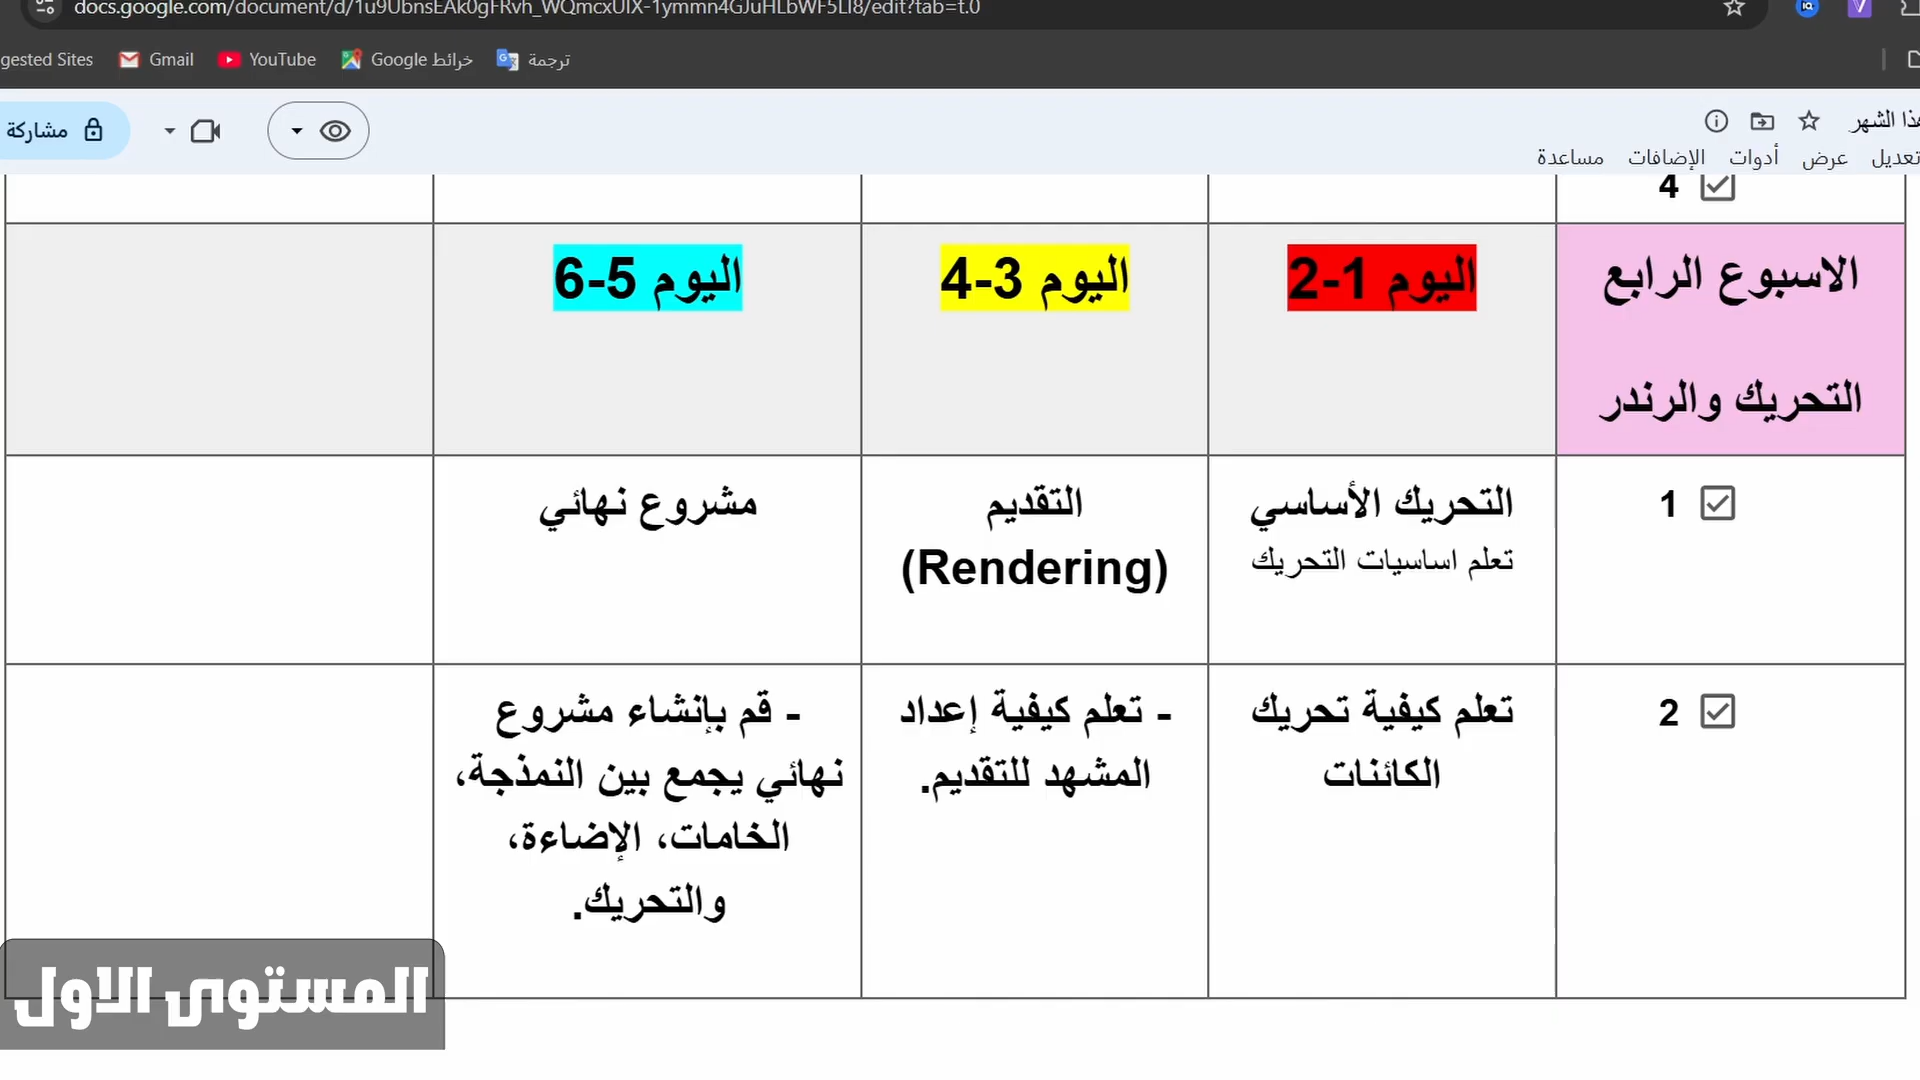 docs.google.com/document/d/1u9UbnsEAk0gFRvh_WQmcxUIX-1ymmn4GJuHLbWF5LI8/edit?tab=t.0
gested Sites
Gmail
YouTube
خرائط Google
ترجمة
هذا الشهر
مشاركة
تعديل
عرض
أدوات
الإضافات
مساعدة
4
الاسبوع الرابع
التحريك والرندر
اليوم 1-2
اليوم 3-4
اليوم 5-6
1
التحريك الأساسي
تعلم اساسيات التحريك
التقديم
(Rendering)
مشروع نهائي
2
تعلم كيفية تحريك
الكائنات
- تعلم كيفية إعداد
المشهد للتقديم.
- قم بإنشاء مشروع
نهائي يجمع بين النمذجة،
الخامات، الإضاءة،
والتحريك.
المستوى الاول